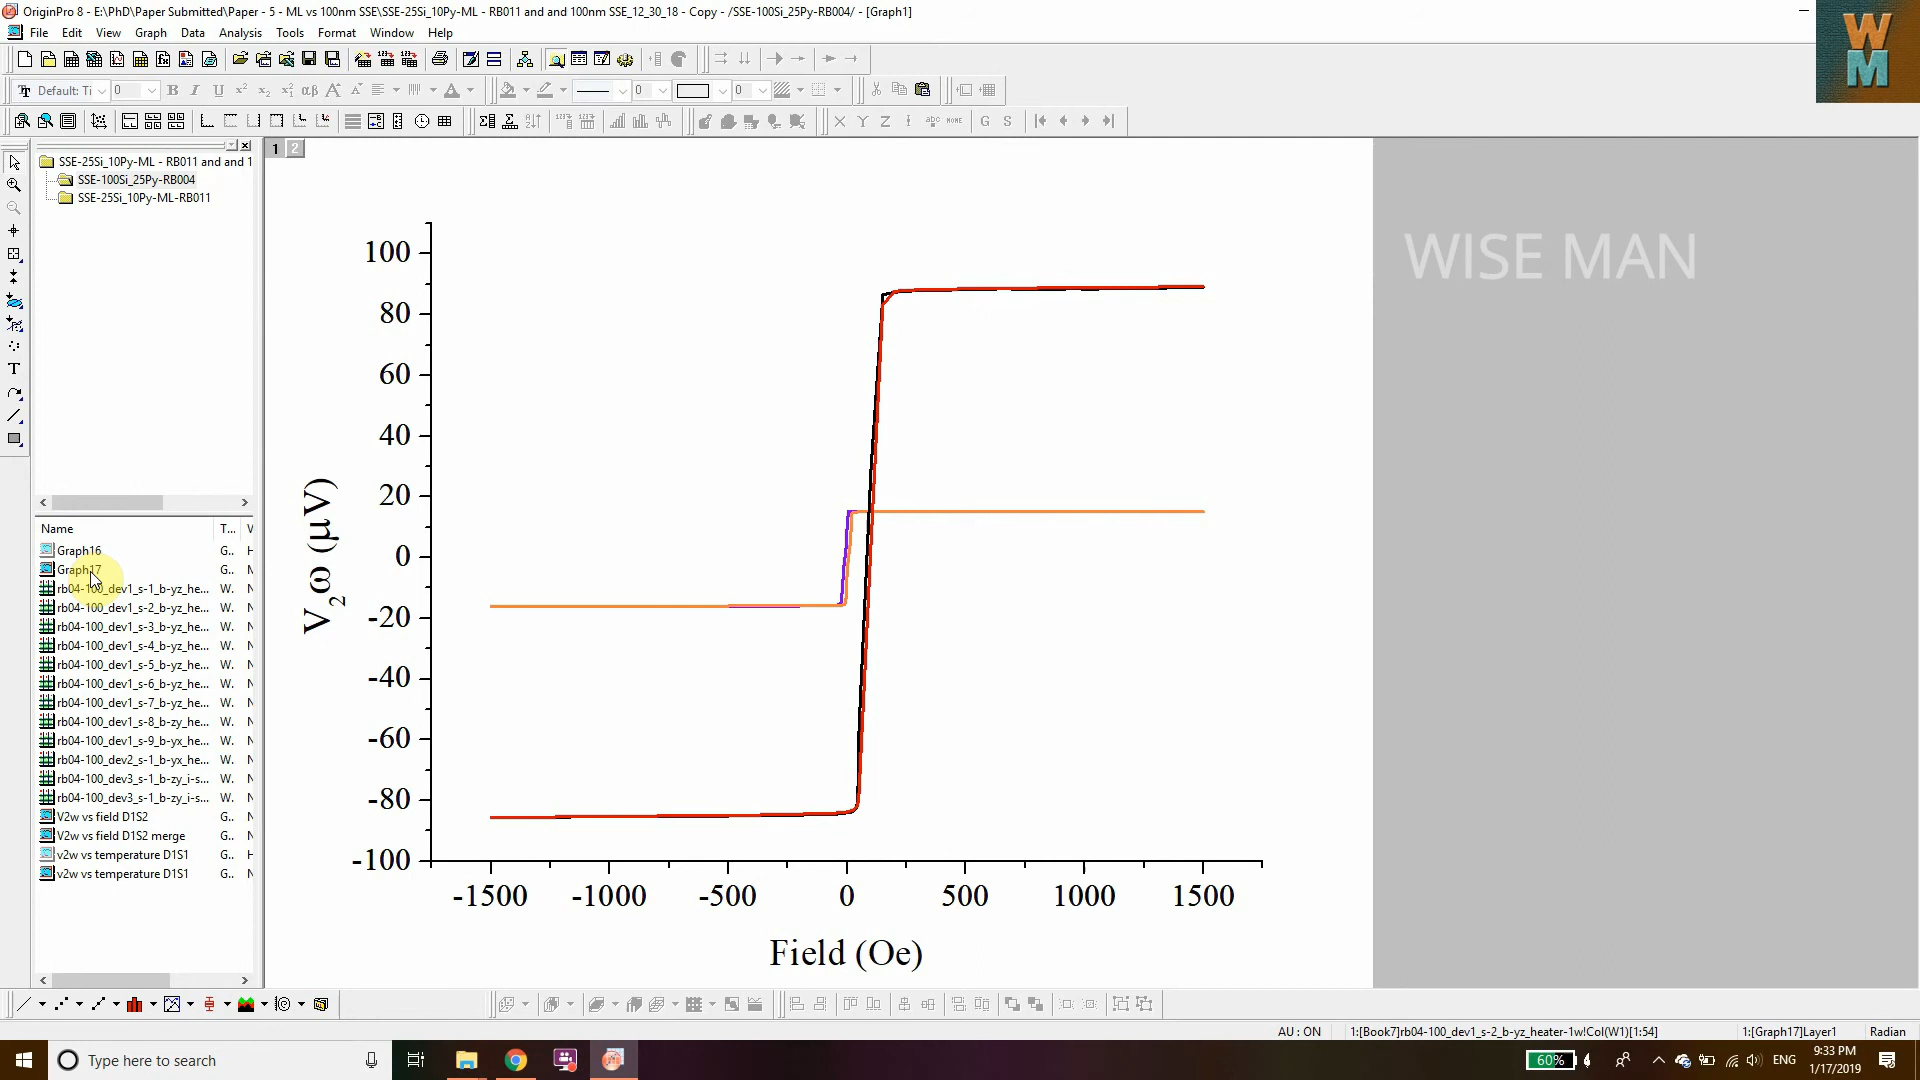 OriginPro 8 - E:\PhD\Paper Submitted\Paper - 5 - ML vs 100nm SSE\SSE-25Si_10Py-ML - RB011 and and 100nm SSE_12_30_18 - Copy - /SSE-100Si_25Py-RB004/ - [Graph1]
WM
File Edit View Graph Data Analysis Tools Format Window Help
Default: Ti 0 B I U 0 0
X Y Z abc NONE G S
SSE-25Si_10Py-ML - RB011 and and 1
SSE-100Si_25Py-RB004
SSE-25Si_10Py-ML-RB011
1 2
WISE MAN
100
80
60
40
20
0
-20
-40
-60
-80
-100
V2ω (μV)
-1500 -1000 -500 0 500 1000 1500
Field (Oe)
Name T...
Graph16 G..
Graph17 G..
rb04-100_dev1_s-1_b-yz_he... W.
rb04-100_dev1_s-2_b-yz_he... W.
rb04-100_dev1_s-3_b-yz_he... W.
rb04-100_dev1_s-4_b-yz_he... W.
rb04-100_dev1_s-5_b-yz_he... W.
rb04-100_dev1_s-6_b-yz_he... W.
rb04-100_dev1_s-7_b-yz_he... W.
rb04-100_dev1_s-8_b-zy_he... W.
rb04-100_dev1_s-9_b-yx_he... W.
rb04-100_dev2_s-1_b-yx_he... W.
rb04-100_dev3_s-1_b-zy_i-s... W.
rb04-100_dev3_s-1_b-zy_i-s... W.
V2w vs field D1S2 G..
V2w vs field D1S2 merge G..
v2w vs temperature D1S1 G..
v2w vs temperature D1S1 G..
AU : ON 1:[Book7]rb04-100_dev1_s-2_b-yz_heater-1w!Col(W1)[1:54] 1:[Graph17]Layer1 Radian
Type here to search
60% ENG 9:33 PM
1/17/2019